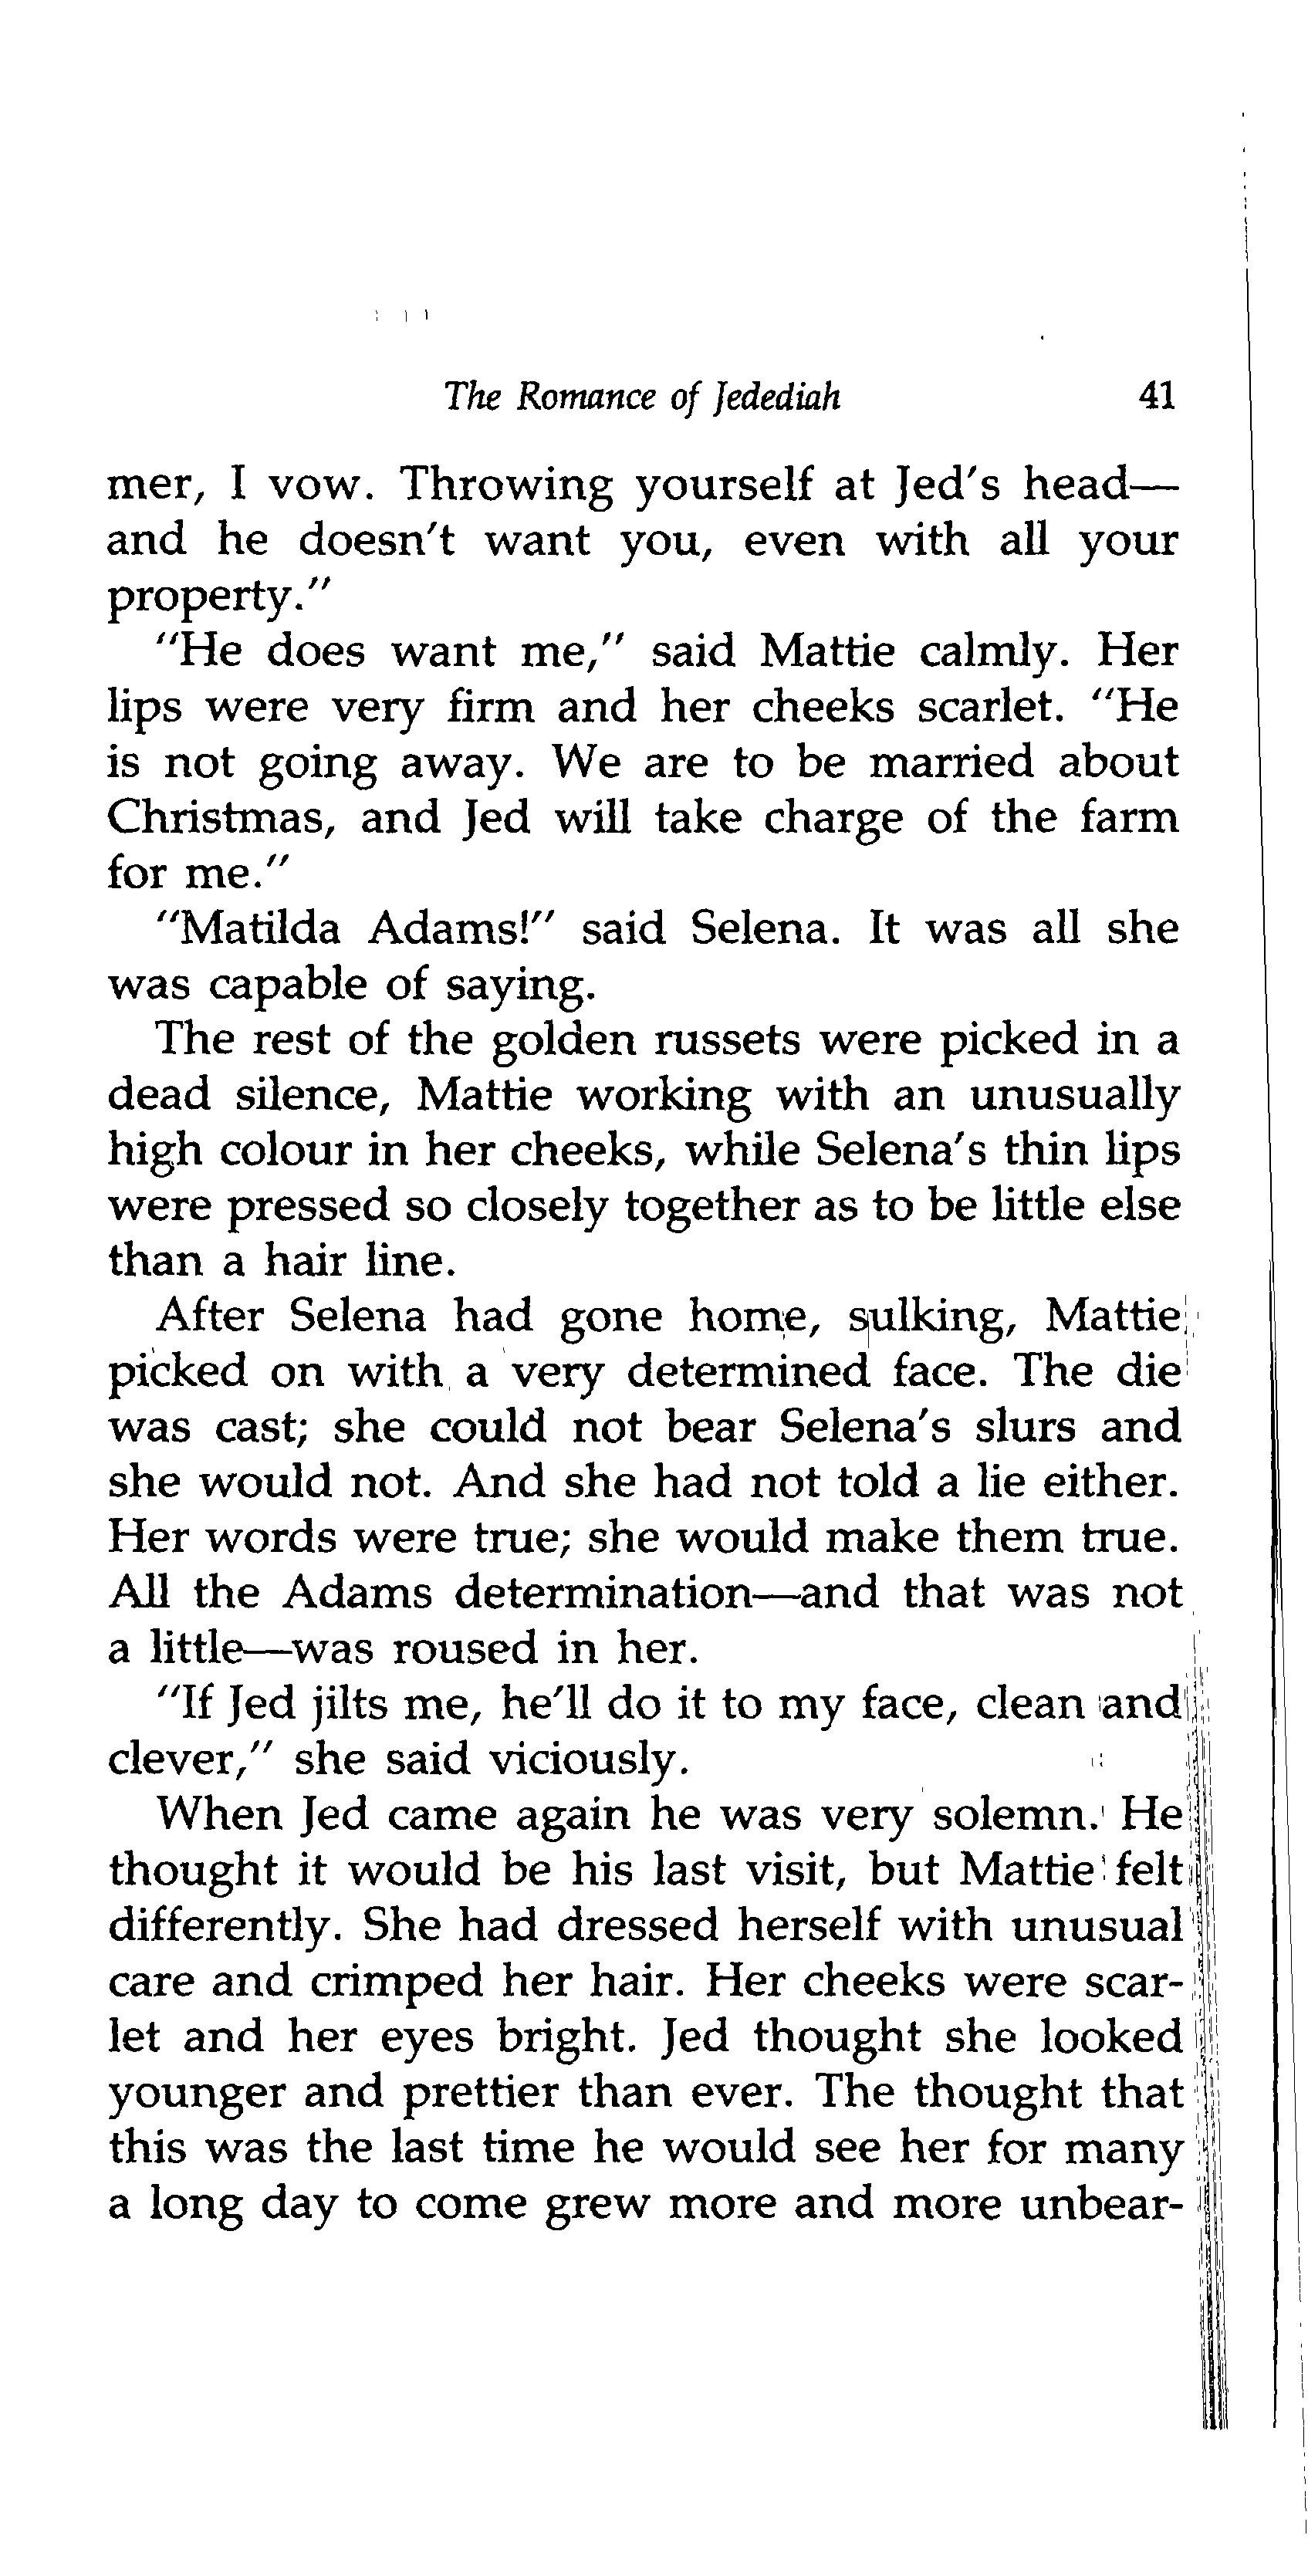 The Romance of Jedediah 41
mer, I vow. Throwing yourself at Jed's head—
and he doesn't want you, even with all your
property."
"He does want me," said Mattie calmly. Her
lips were very firm and her cheeks scarlet. "He
is not going away. We are to be married about
Christmas, and Jed will take charge of the farm
for me."
"Matilda Adams!" said Selena. It was all she
was capable of saying.
The rest of the golden russets were picked in a
dead silence, Mattie working with an unusually
high colour in her cheeks, while Selena's thin lips
were pressed so closely together as to be little else
than a hair line.
After Selena had gone home, sulking, Mattie
picked on with a very determined face. The die
was cast; she could not bear Selena's slurs and
she would not. And she had not told a lie either.
Her words were true; she would make them true.
All the Adams determination—and that was not
a little—was roused in her.
"If Jed jilts me, he'll do it to my face, clean and
clever," she said viciously.
When Jed came again he was very solemn. He
thought it would be his last visit, but Mattie felt
differently. She had dressed herself with unusual
care and crimped her hair. Her cheeks were scar-
let and her eyes bright. Jed thought she looked
younger and prettier than ever. The thought that
this was the last time he would see her for many
a long day to come grew more and more unbear-